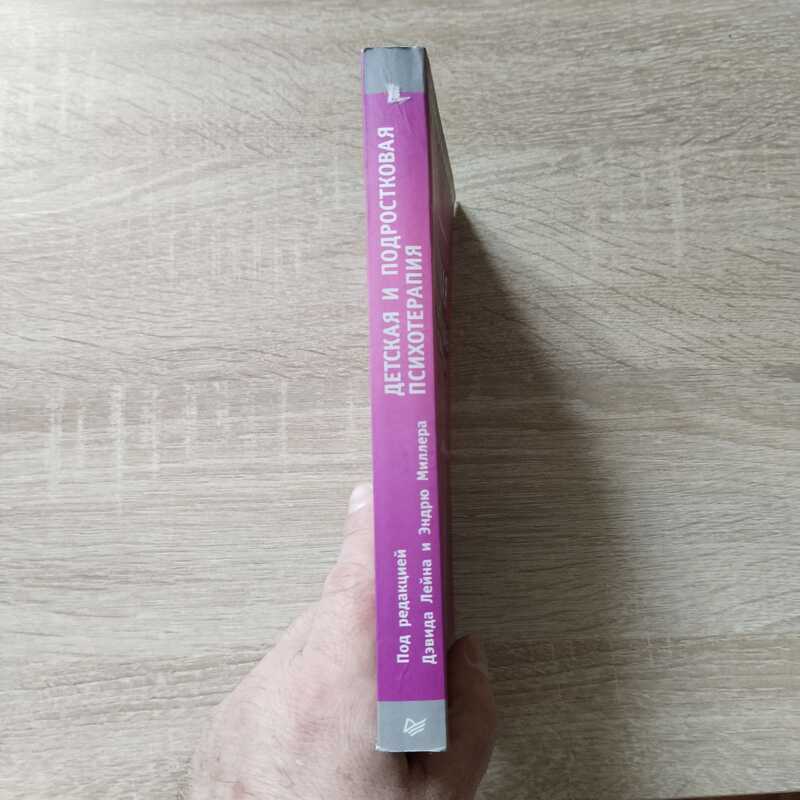 ДЕТСКАЯ И ПОДРОСТКОВАЯ
ПСИХОТЕРАПИЯ
Под редакцией
Дэвида Лейна и Эндрю Миллера